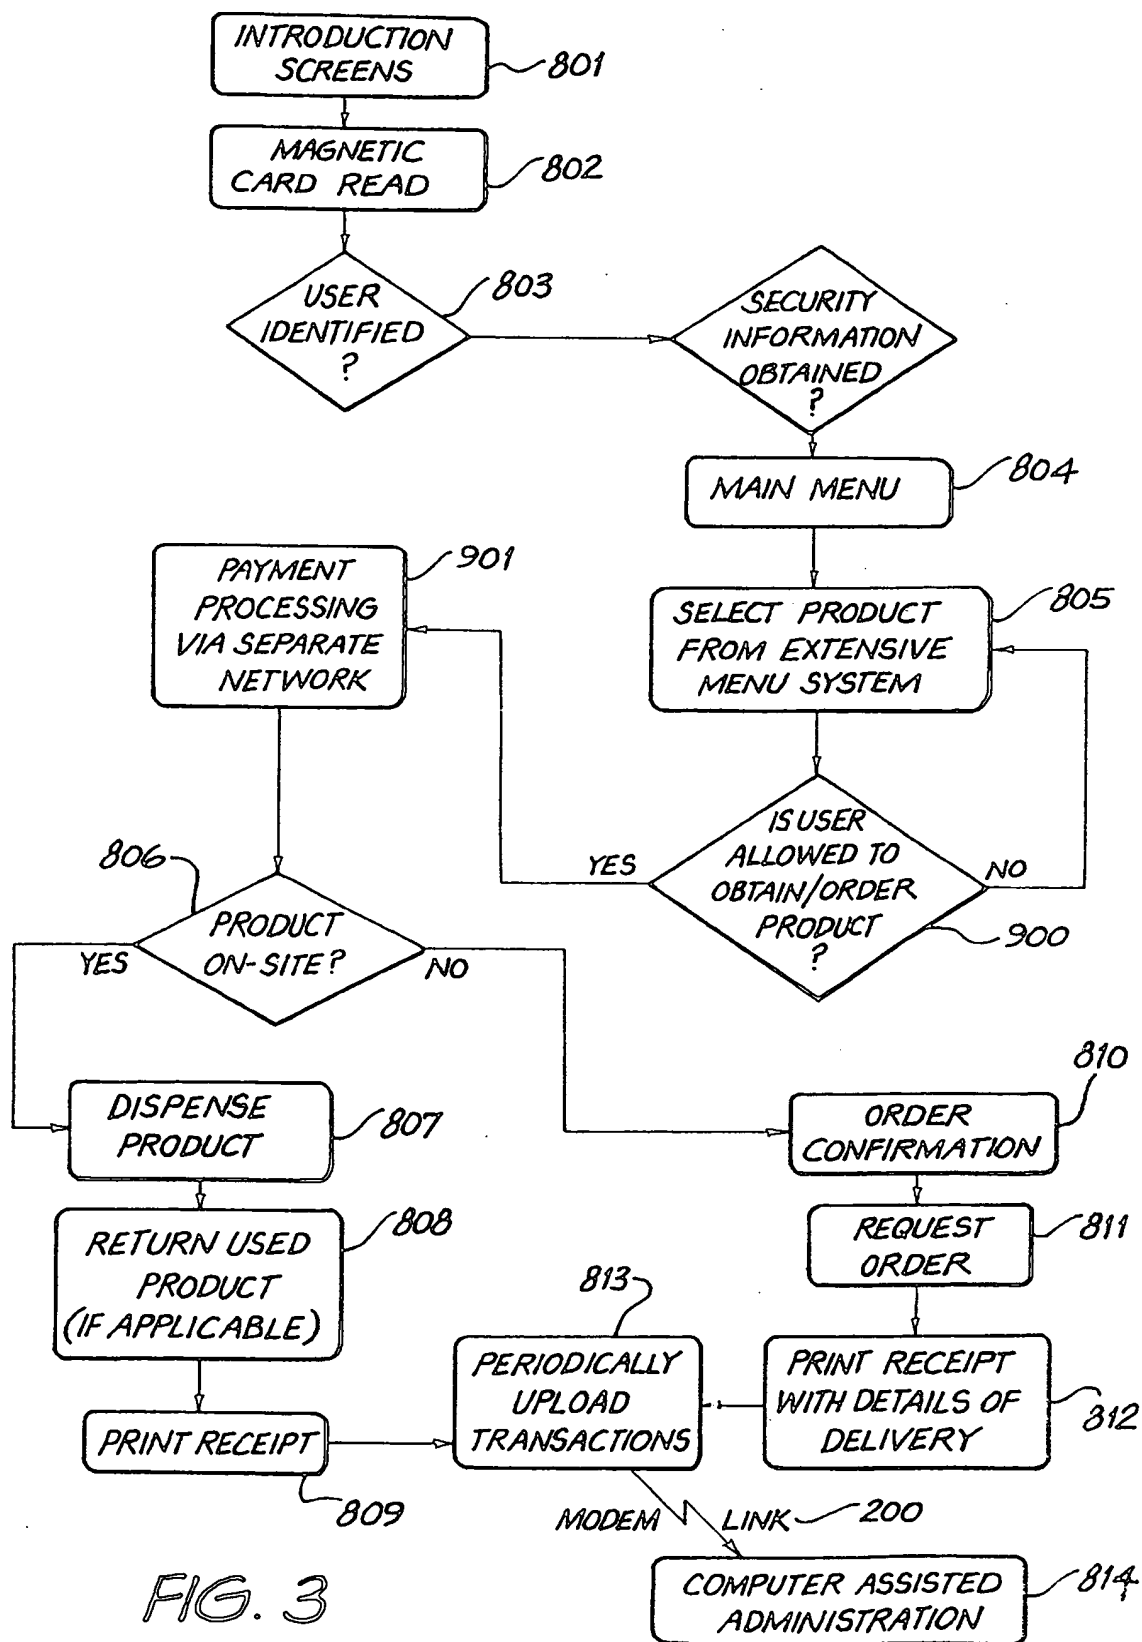 INTRODUCTION
SCREENS
801
MAGNETIC
CARD READ
802
USER
IDENTIFIED
?
803
SECURITY
INFORMATION
OBTAINED
?
MAIN MENU
804
SELECT PRODUCT
FROM EXTENSIVE
MENU SYSTEM
805
PAYMENT
PROCESSING
VIA SEPARATE
NETWORK
901
IS USER
ALLOWED TO
OBTAIN/ORDER
PRODUCT
?
YES
NO
900
806
PRODUCT
ON-SITE?
YES
NO
DISPENSE
PRODUCT
807
ORDER
CONFIRMATION
810
RETURN USED
PRODUCT
(IF APPLICABLE)
808
REQUEST
ORDER
811
813
PERIODICALLY
UPLOAD
TRANSACTIONS
PRINT RECEIPT
WITH DETAILS OF
DELIVERY
812
PRINT RECEIPT
809
MODEM LINK 200
COMPUTER ASSISTED
ADMINISTRATION
814
FIG. 3